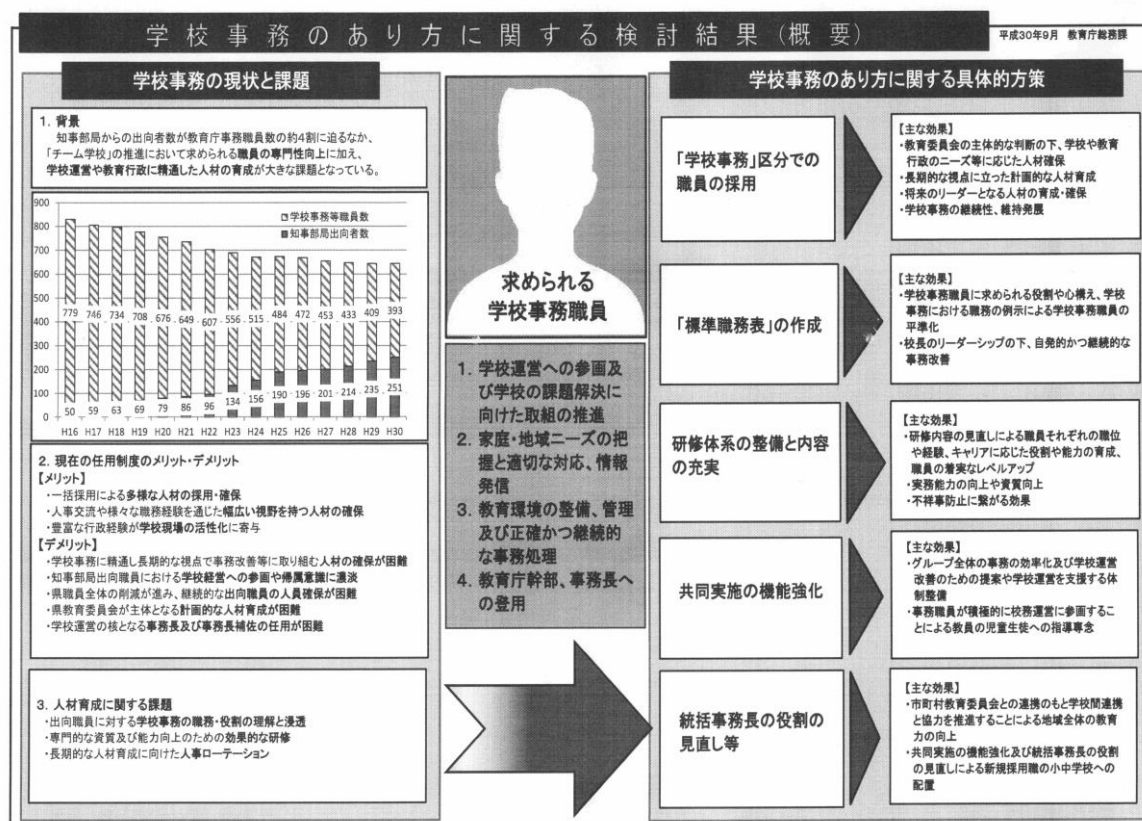 学校事務のあり方に関する検討結果（概要）
平成30年9月 教育庁総務課
学校事務の現状と課題
1．背景
知事部局からの出向者数が教育庁事務職員数の約4割に迫るなか、
「チーム学校」の推進において求められる職員の専門性向上に加え、
学校運営や教育行政に精通した人材の育成が大きな課題となっている。
900
800
700
600
500
400
300
200
100
0
学校事務等職員数
知事部局出向者数
779 746 734 708 676 649 607 556 515 484 472 453 433 409 393
50 59 63 69 79 86 96 134 156 190 196 201 214 235 251
H16 H17 H18 H19 H20 H21 H22 H23 H24 H25 H26 H27 H28 H29 H30
2．現在の任用制度のメリット・デメリット
【メリット】
・一括採用による多様な人材の採用・確保
・人事交流や様々な職務経験を通じた幅広い視野を持つ人材の確保
・豊富な行政経験が学校現場の活性化に寄与
【デメリット】
・学校事務に精通し長期的な視点で事務改善等に取り組む人材の確保が困難
・知事部局出向職員における学校経営への参画や帰属意識に濃淡
・県職員全体の削減が進み、継続的な出向職員の人員確保が困難
・県教育委員会が主体となる計画的な人材育成が困難
・学校運営の核となる事務長及び事務長補佐の任用が困難
3．人材育成に関する課題
・出向職員に対する学校事務の職務・役割の理解と浸透
・専門的な資質及び能力向上のための効果的な研修
・長期的な人材育成に向けた人事ローテーション
求められる
学校事務職員
1．学校運営への参画及
び学校の課題解決に
向けた取組の推進
2．家庭・地域ニーズの把
握と適切な対応、情報
発信
3．教育環境の整備、管理
及び正確かつ継続的
な事務処理
4．教育庁幹部、事務長へ
の登用
学校事務のあり方に関する具体的方策
「学校事務」区分での
職員の採用
【主な効果】
・教育委員会の主体的な判断の下、学校や教育
行政のニーズ等に応じた人材確保
・長期的な視点に立った計画的な人材育成
・将来のリーダーとなる人材の育成・確保
・学校事務の継続性、維持発展
「標準職務表」の作成
【主な効果】
・学校事務職員に求められる役割や心構え、学校
事務における職務の例示による学校事務職員の
平準化
・校長のリーダーシップの下、自発的かつ継続的な
事務改善
研修体系の整備と内容
の充実
【主な効果】
・研修内容の見直しによる職員それぞれの職位
や経験、キャリアに応じた役割や能力の育成、
職員の着実なレベルアップ
・実務能力の向上や資質向上
・不祥事防止に繋がる効果
共同実施の機能強化
【主な効果】
・グループ全体の事務の効率化及び学校運営
改善のための提案や学校運営を支援する体
制整備
・事務職員が積極的に校務運営に参画するこ
とによる教員の児童生徒への指導専念
統括事務長の役割の
見直し等
【主な効果】
・市町村教育委員会との連携のもと学校間連携
と協力を推進することによる地域全体の教育
力の向上
・共同実施の機能強化及び統括事務長の役割
の見直しによる新規採用職の小中学校への
配置